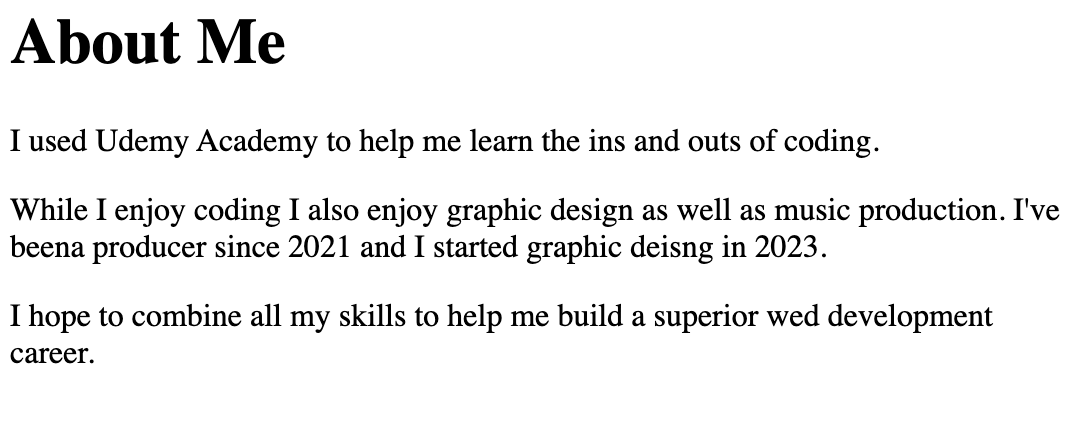 About Me
I used Udemy Academy to help me learn the ins and outs of coding.
While I enjoy coding I also enjoy graphic design as well as music production. I've
beena producer since 2021 and I started graphic deisng in 2023.
I hope to combine all my skills to help me build a superior wed development
career.